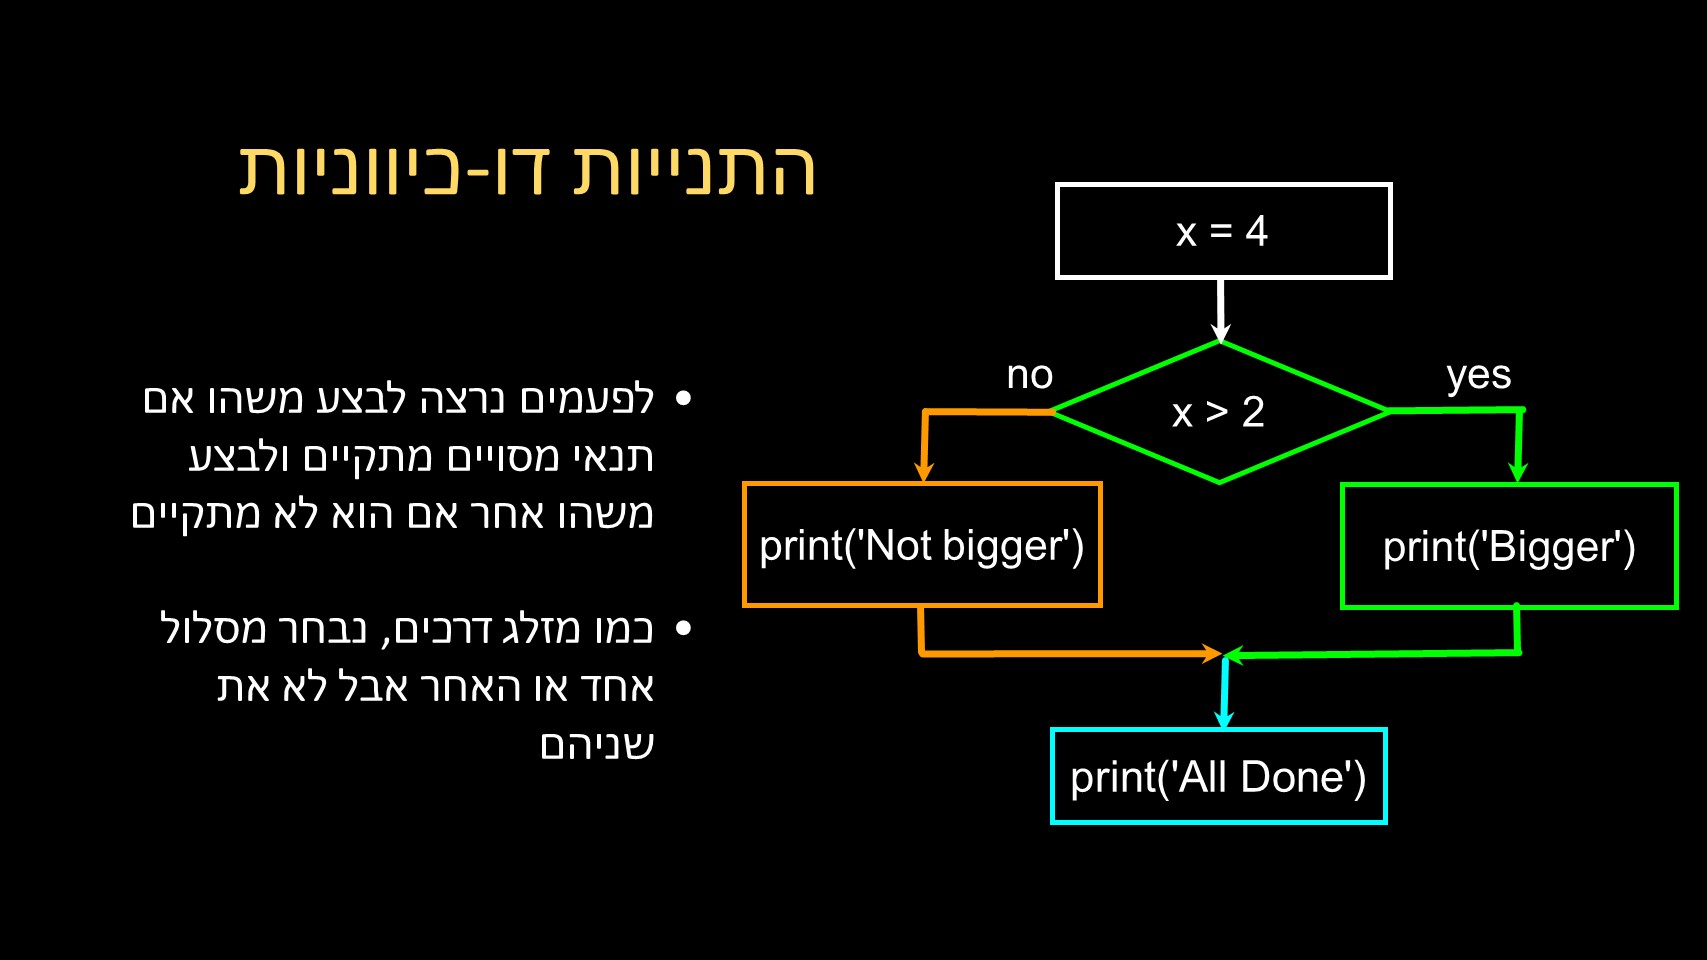 התנייות דו-כיווניות
• לפעמים נרצה לבצע משהו אם
תנאי מסויים מתקיים ולבצע
משהו אחר אם הוא לא מתקיים
• כמו מזלג דרכים, נבחר מסלול
אחד או האחר אבל לא את
שניהם
x = 4
no
yes
x > 2
print('Not bigger')
print('Bigger')
print('All Done')